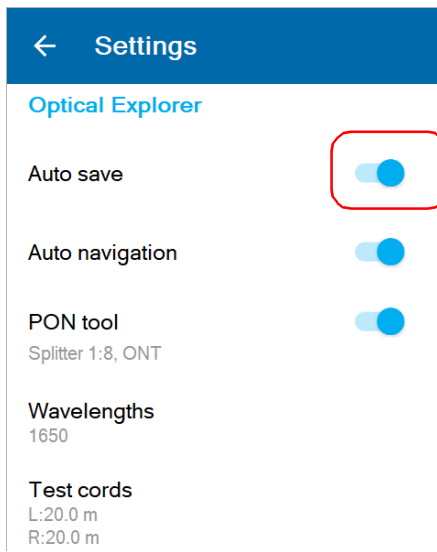 Settings
Optical Explorer
Auto save
Auto navigation
PON tool
Splitter 1:8, ONT
Wavelengths
1650
Test cords
L:20.0 m
R:20.0 m